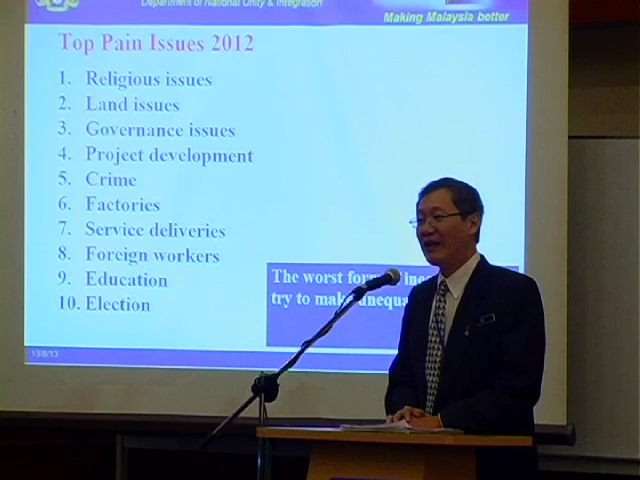 Department of National Unity & Integration
Making Malaysia better
Top Pain Issues 2012
1. Religious issues
2. Land issues
3. Governance issues
4. Project development
5. Crime
6. Factories
7. Service deliveries
8. Foreign workers
9. Education
10. Election
The worst form
try to make
13/8/13